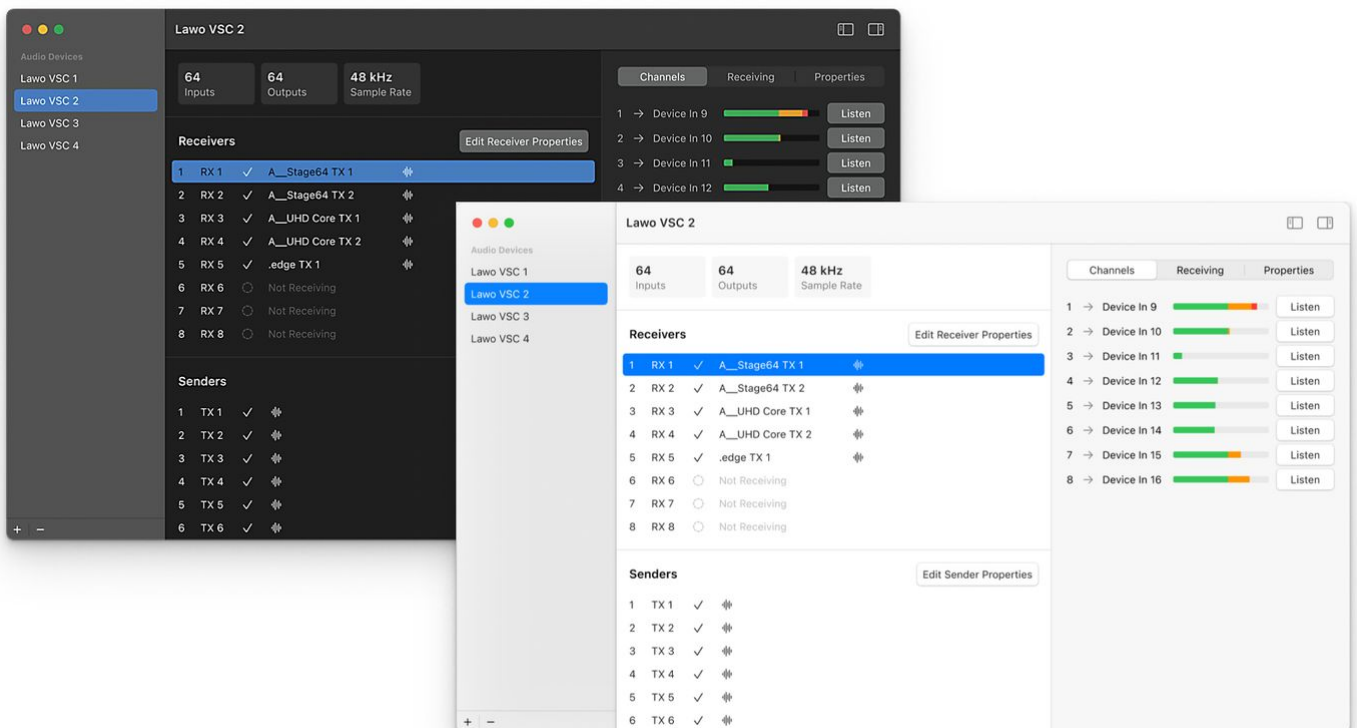 Lawo VSC 2
Audio Devices
Lawo VSC 1
Lawo VSC 2
Lawo VSC 3
Lawo VSC 4
+ −
64 64 48 kHz
Inputs Outputs Sample Rate
Receivers Edit Receiver Properties
1 RX 1 ✓ A__Stage64 TX 1
2 RX 2 ✓ A__Stage64 TX 2
3 RX 3 ✓ A__UHD Core TX 1
4 RX 4 ✓ A__UHD Core TX 2
5 RX 5 ✓ .edge TX 1
6 RX 6 Not Receiving
7 RX 7 Not Receiving
8 RX 8 Not Receiving
Senders
1 TX 1 ✓
2 TX 2 ✓
3 TX 3 ✓
4 TX 4 ✓
5 TX 5 ✓
6 TX 6 ✓
Channels Receiving Properties
1 → Device In 9 Listen
2 → Device In 10 Listen
3 → Device In 11 Listen
4 → Device In 12 Listen
Lawo VSC 2
Audio Devices
Lawo VSC 1
Lawo VSC 2
Lawo VSC 3
Lawo VSC 4
+ −
64 64 48 kHz
Inputs Outputs Sample Rate
Receivers Edit Receiver Properties
1 RX 1 ✓ A__Stage64 TX 1
2 RX 2 ✓ A__Stage64 TX 2
3 RX 3 ✓ A__UHD Core TX 1
4 RX 4 ✓ A__UHD Core TX 2
5 RX 5 ✓ .edge TX 1
6 RX 6 Not Receiving
7 RX 7 Not Receiving
8 RX 8 Not Receiving
Senders Edit Sender Properties
1 TX 1 ✓
2 TX 2 ✓
3 TX 3 ✓
4 TX 4 ✓
5 TX 5 ✓
6 TX 6 ✓
Channels Receiving Properties
1 → Device In 9 Listen
2 → Device In 10 Listen
3 → Device In 11 Listen
4 → Device In 12 Listen
5 → Device In 13 Listen
6 → Device In 14 Listen
7 → Device In 15 Listen
8 → Device In 16 Listen